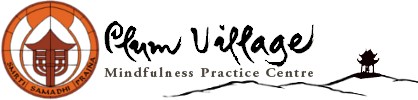 Plum Village
Mindfulness Practice Centre
SMRTI SAMADHI PRAJNA